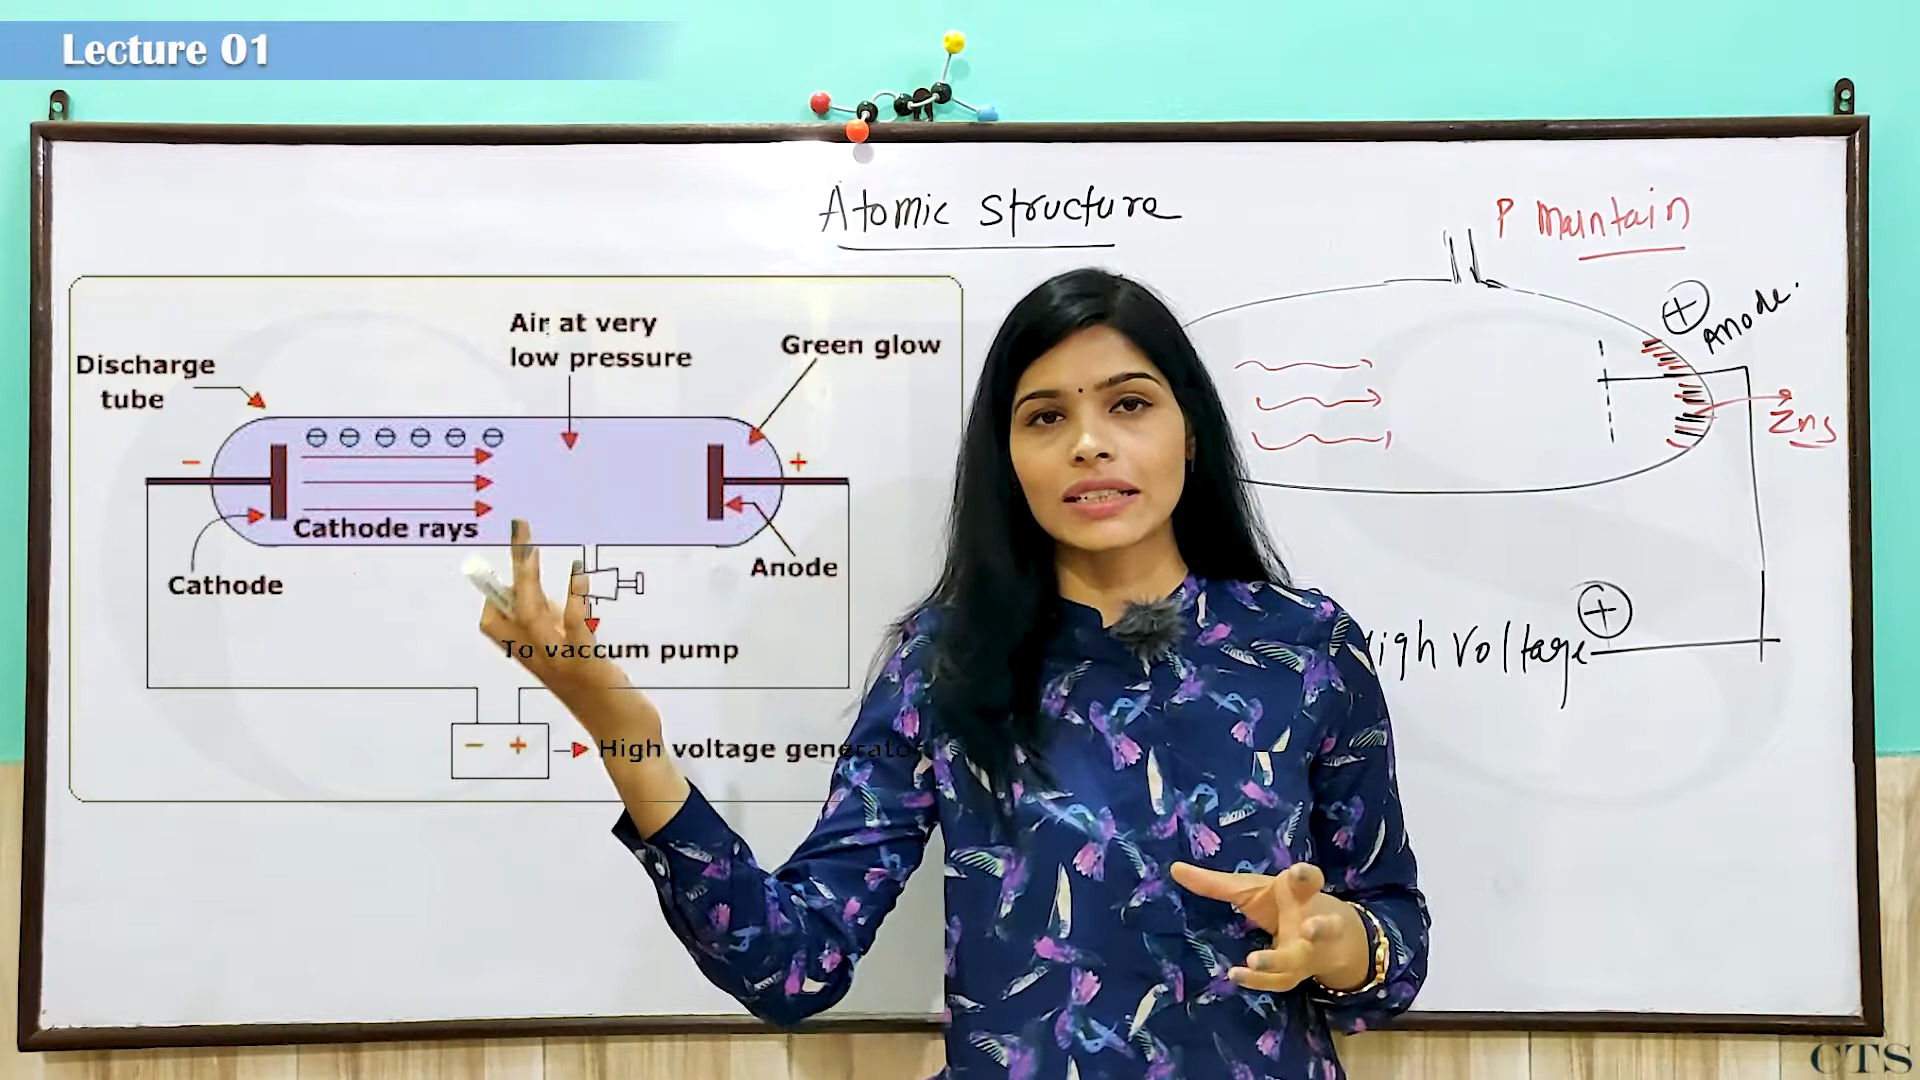 Lecture 01
Atomic structure
P Maintain
Air at very
low pressure
Green glow
Discharge
tube
⊕
Anode.
− +
Zns
Cathode rays
Cathode
Anode
⊕
High Voltage
To vaccum pump
− +
High voltage generator
CTS